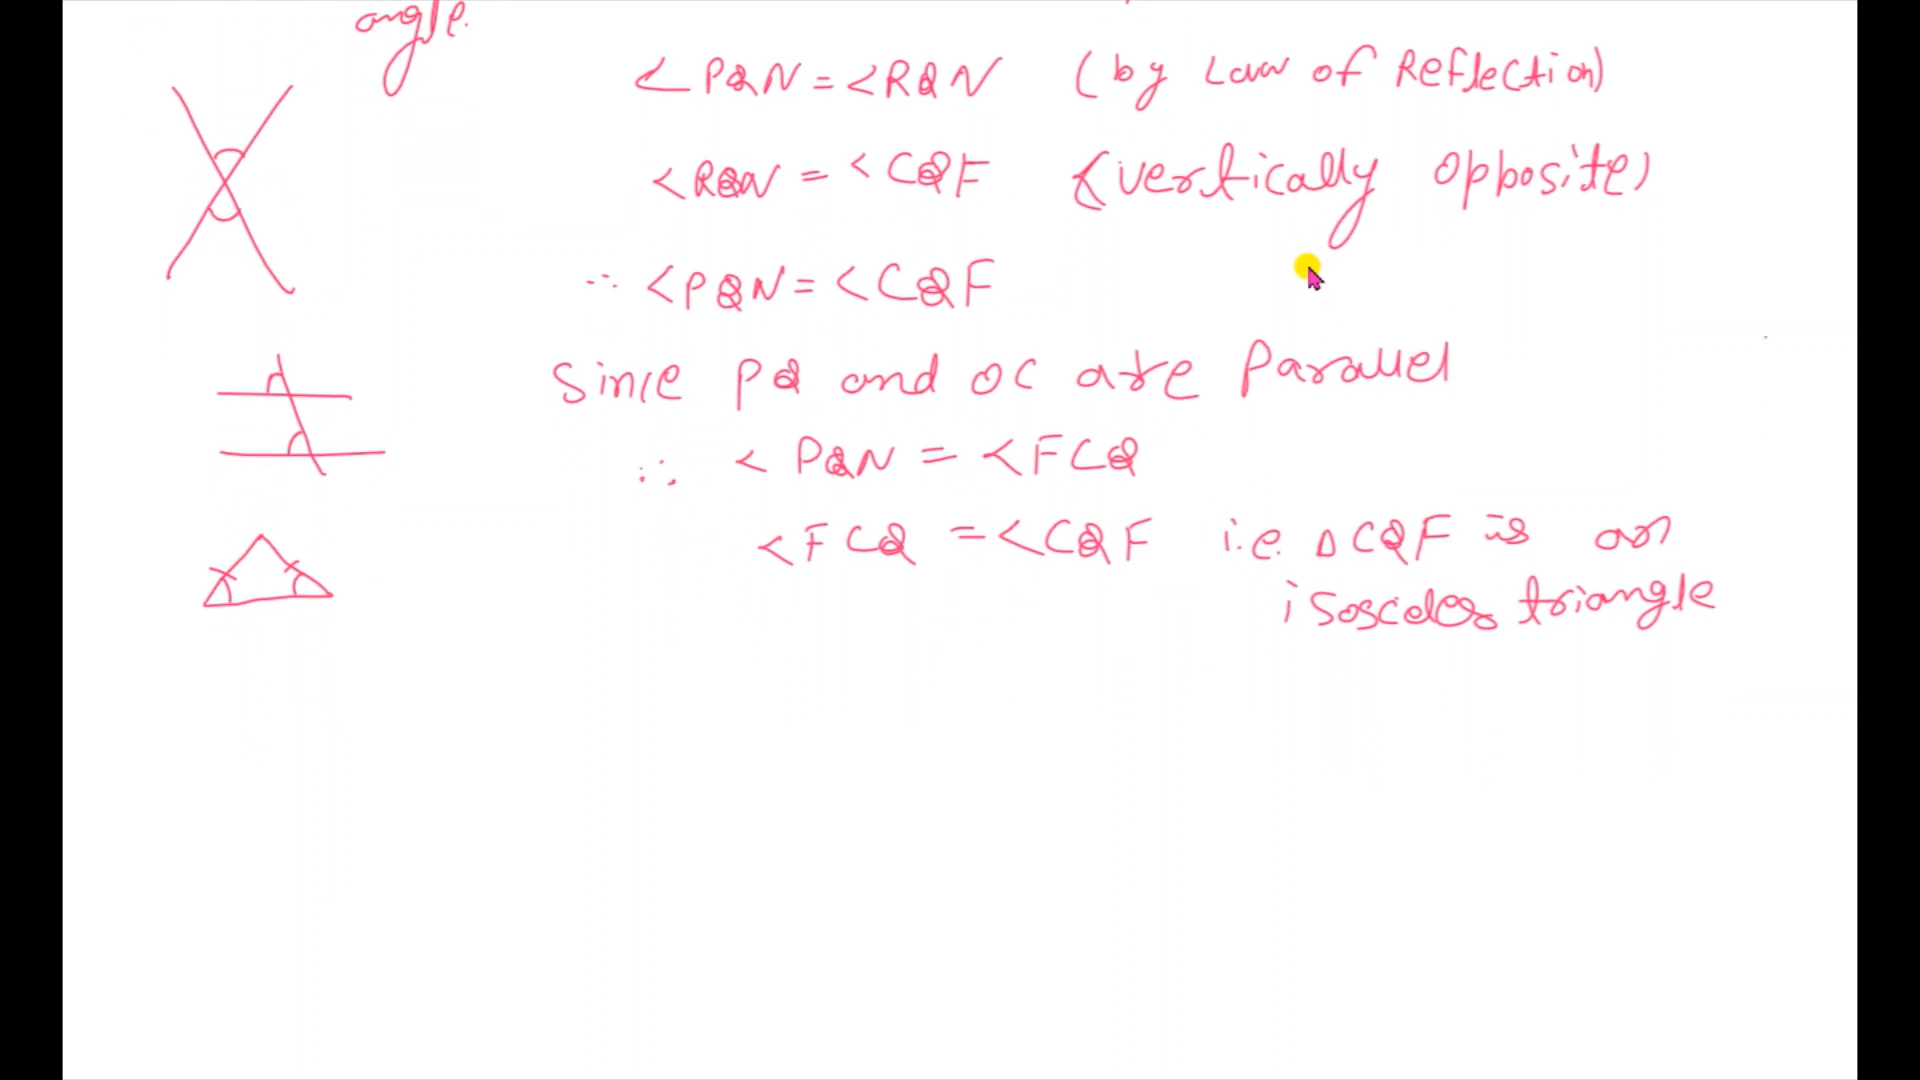 angle.
<PQN = <RQN (by Law of Reflection)
<RQN = <CQF (vertically opposite)
∴ <PQN = <CQF
Since PQ and OC are Parallel
∴ < PQN = <FCQ
<FCQ = <CQF i.e. △CQF is an
isosceles triangle